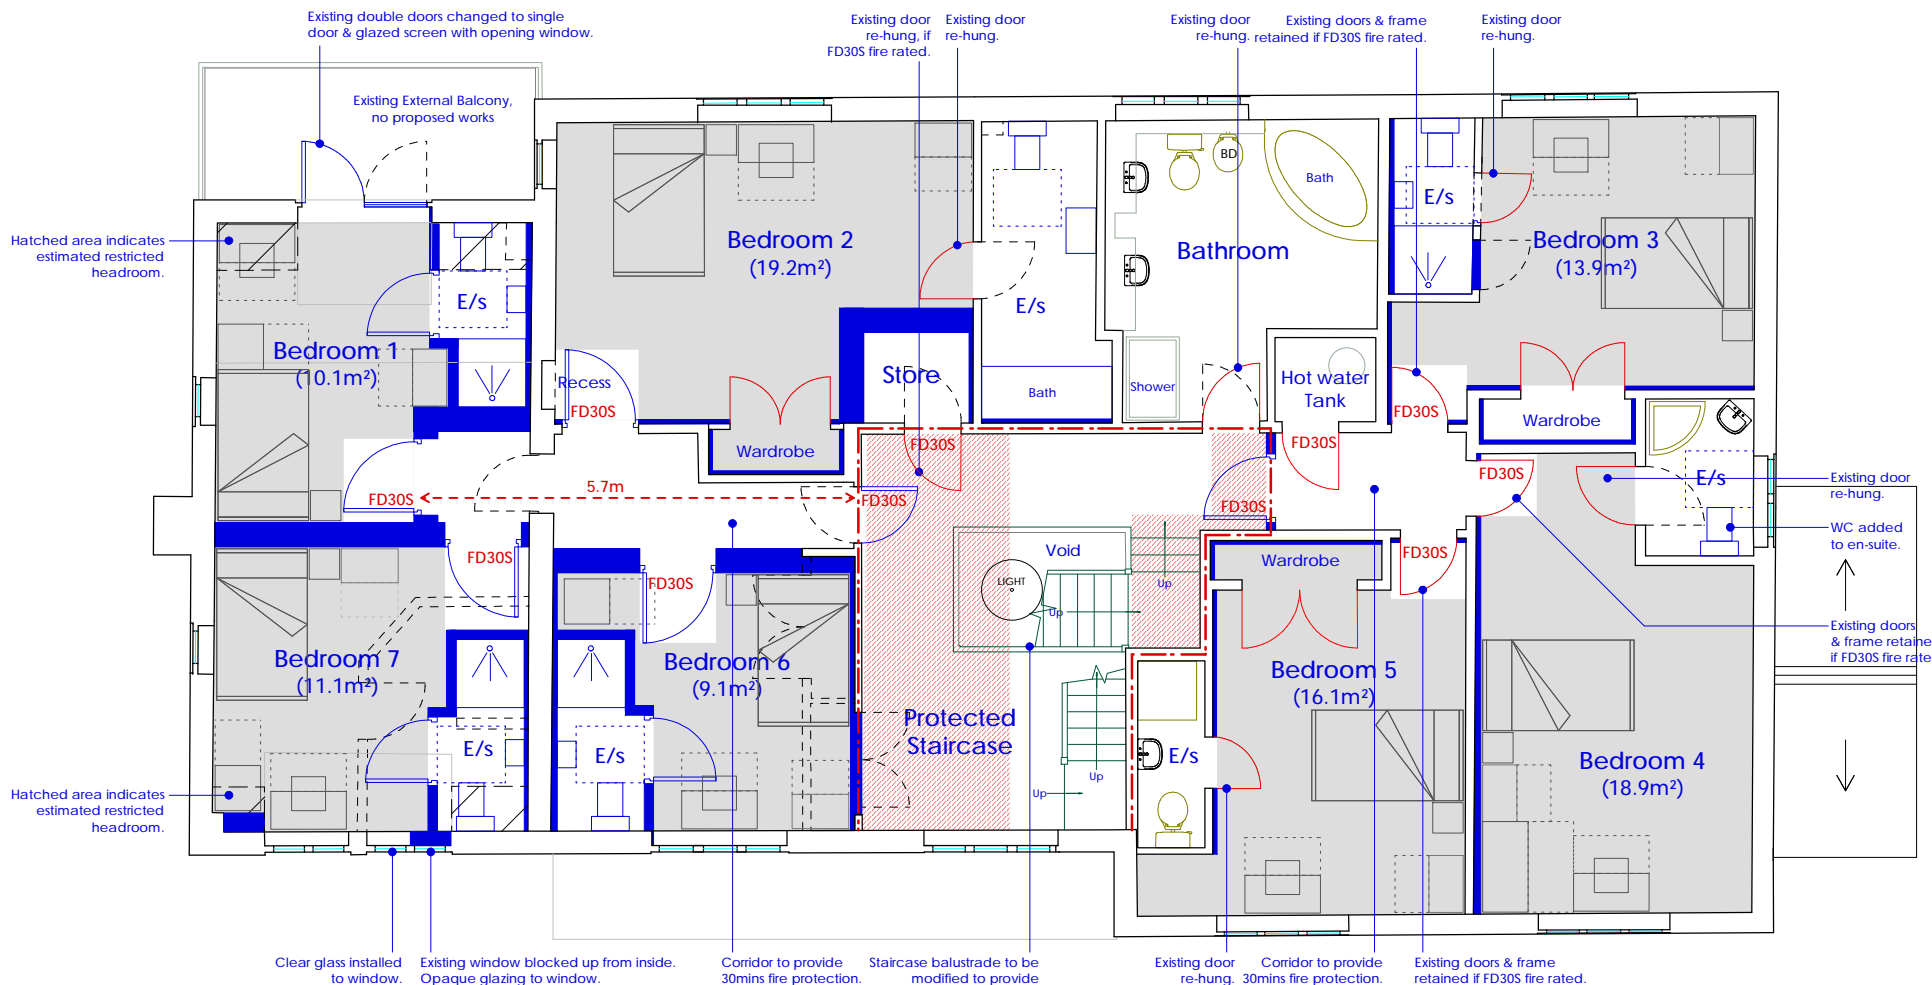 Existing double doors changed to single
door & glazed screen with opening window.
Existing door
re-hung, if
FD30S fire rated.
Existing door
re-hung.
Existing door
re-hung.
Existing doors & frame
retained if FD30S fire rated.
Existing door
re-hung.
Existing External Balcony,
no proposed works
Hatched area indicates
estimated restricted
headroom.
Bedroom 1
(10.1m²)
E/s
Bedroom 2
(19.2m²)
E/s
Bath
Recess
FD30S
Store
Wardrobe
Bathroom
BD
Bath
Shower
Hot water
Tank
E/s
Bedroom 3
(13.9m²)
FD30S
Wardrobe
E/s
Existing door
re-hung.
WC added
to en-suite.
Existing doors
& frame retaine
if FD30S fire rate
FD30S
5.7m
FD30S
FD30S
FD30S
FD30S
FD30S
FD30S
FD30S
FD30S
Void
LIGHT
Up
Up
Up
Up
Protected
Staircase
Bedroom 7
(11.1m²)
E/s
Bedroom 6
(9.1m²)
E/s
E/s
Wardrobe
Bedroom 5
(16.1m²)
Bedroom 4
(18.9m²)
Hatched area indicates
estimated restricted
headroom.
Clear glass installed
to window.
Existing window blocked up from inside.
Opaque glazing to window.
Corridor to provide
30mins fire protection.
Staircase balustrade to be
modified to provide
Existing door
re-hung.
Corridor to provide
30mins fire protection.
Existing doors & frame
retained if FD30S fire rated.